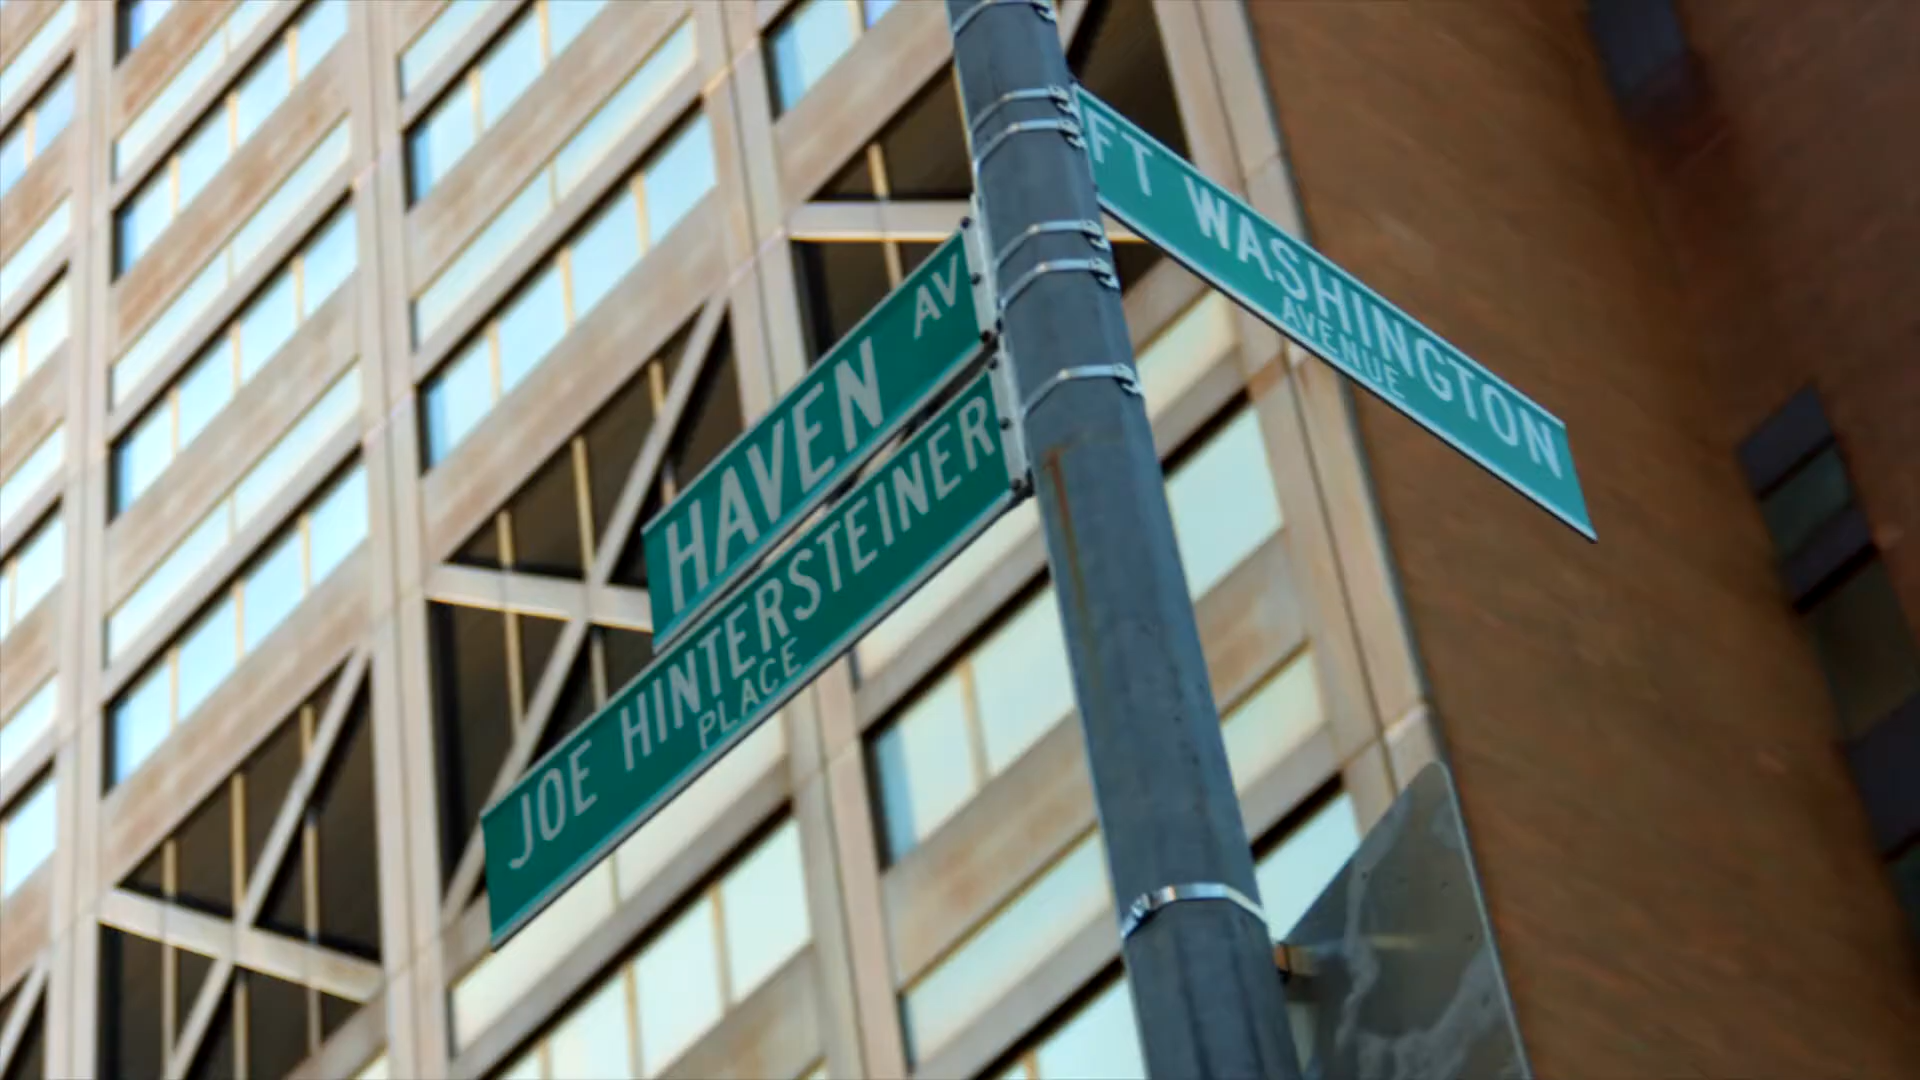 HAVEN AV
JOE HINTERSTEINER
PLACE
FT WASHINGTON
AVENUE